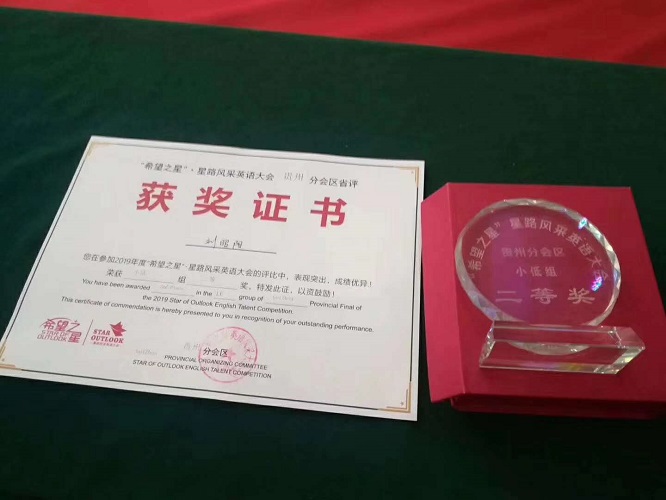 "希望之星"·星路风采英语大会 贵州 分会区省评
获奖证书
您在参加2019年度"希望之星"·星路风采英语大会的评比中，表现突出，成绩优异！
荣获 组 奖，特发此证，以资鼓励！
You have been awarded in the group of Provincial Final of
the 2019 Star of Outlook English Talent Competition.
This certificate of commendation is hereby presented to you in recognition of your outstanding performance.
希望之星
STAR OF OUTLOOK
STAR
OUTLOOK
贵州 分会区
PROVINCIAL ORGANIZING COMMITTEE
STAR OF OUTLOOK ENGLISH TALENT COMPETITION
"希望之星"星路风采英语大会
贵州分会区
小低组
二等奖